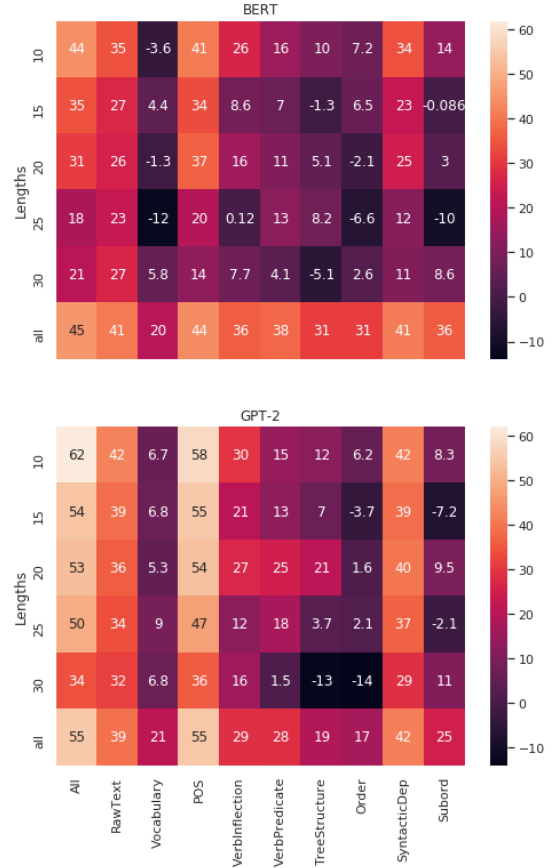 BERT
Lengths
10 44 35 -3.6 41 26 16 10 7.2 34 14
15 35 27 4.4 34 8.6 7 -1.3 6.5 23 -0.086
20 31 26 -1.3 37 16 11 5.1 -2.1 25 3
25 18 23 -12 20 0.12 13 8.2 -6.6 12 -10
30 21 27 5.8 14 7.7 4.1 -5.1 2.6 11 8.6
all 45 41 20 44 36 38 31 31 41 36
60
50
40
30
20
10
0
−10
GPT-2
Lengths
10 62 42 6.7 58 30 15 12 6.2 42 8.3
15 54 39 6.8 55 21 13 7 -3.7 39 -7.2
20 53 36 5.3 54 27 25 21 1.6 40 9.5
25 50 34 9 47 12 18 3.7 2.1 37 -2.1
30 34 32 6.8 36 16 1.5 -13 -14 29 11
all 55 39 21 55 29 28 19 17 42 25
60
50
40
30
20
10
0
−10
All
RawText
Vocabulary
POS
VerbInflection
VerbPredicate
TreeStructure
Order
SyntacticDep
Subord